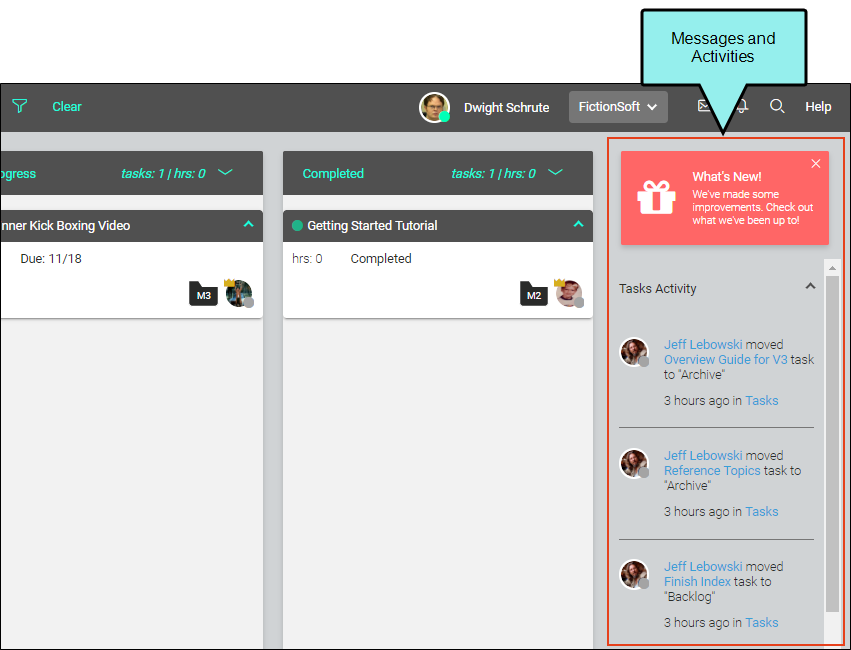 Messages and
Activities
Clear
Dwight Schrute
FictionSoft
Help
ogress
tasks: 1 | hrs: 0
Completed
tasks: 1 | hrs: 0
What's New!
We've made some
improvements. Check out
what we've been up to!
nner Kick Boxing Video
Due: 11/18
M3
Getting Started Tutorial
hrs: 0
Completed
M2
Tasks Activity
Jeff Lebowski moved
Overview Guide for V3 task
to "Archive"
3 hours ago in Tasks
Jeff Lebowski moved
Reference Topics task to
"Archive"
3 hours ago in Tasks
Jeff Lebowski moved
Finish Index task to
"Backlog"
3 hours ago in Tasks